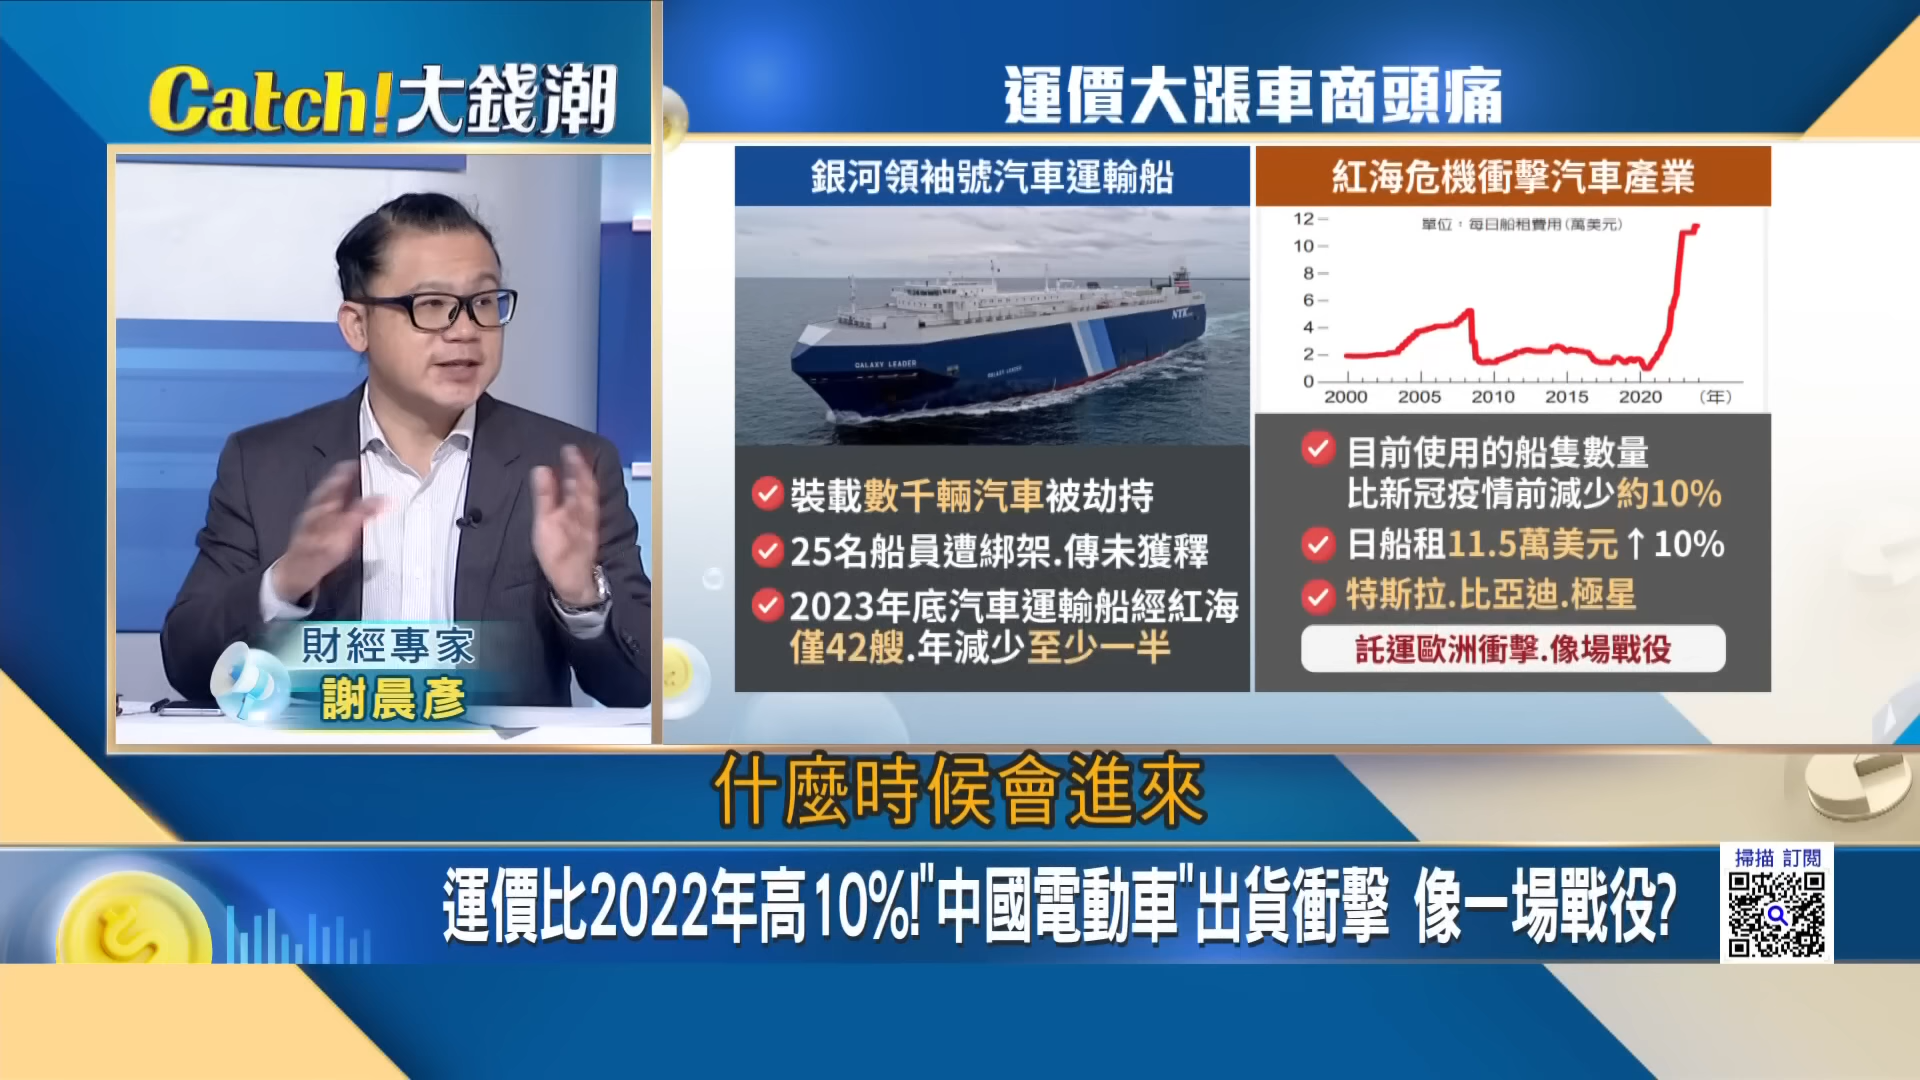 Catch!大錢潮
運價大漲車商頭痛
銀河領袖號汽車運輸船
NYK
GALAXY LEADER
GALAXY LEADER
裝載數千輛汽車被劫持
25名船員遭綁架.傳未獲釋
2023年底汽車運輸船經紅海
僅42艘.年減少至少一半
紅海危機衝擊汽車產業
單位，每日船租費用(萬美元)
12
10
8
6
4
2
0
2000 2005 2010 2015 2020 (年)
目前使用的船隻數量
比新冠疫情前減少約10%
日船租11.5萬美元↑10%
特斯拉.比亞迪.極星
託運歐洲衝擊.像場戰役
財經專家
謝晨彥
什麼時候會進來
運價比2022年高10%!"中國電動車"出貨衝擊 像一場戰役?
掃描 訂閱